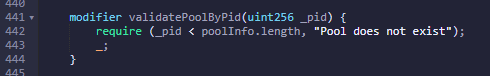 440
441 modifier validatePoolByPid(uint256 _pid) {
442 require (_pid < poolInfo.length, "Pool does not exist");
443 _;
444 }
445